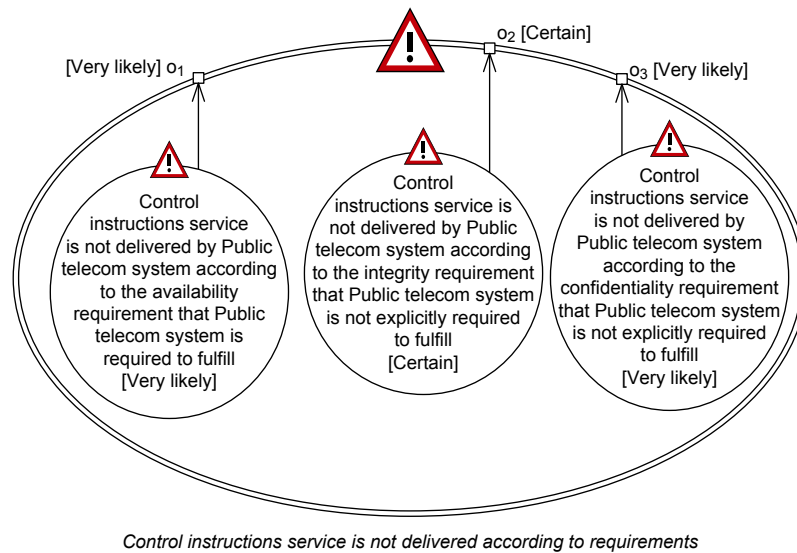 [Very likely] o1
o2 [Certain]
o3 [Very likely]
Control
instructions service
is not delivered by Public
telecom system according
to the availability
requirement that Public
telecom system is
required to fulfill
[Very likely]
Control
instructions service is
not delivered by Public
telecom system according
to the integrity requirement
that Public telecom system
is not explicitly required
to fulfill
[Certain]
Control
instructions service
is not delivered by
Public telecom system
according to the
confidentiality requirement
that Public telecom system
is not explicitly required
to fulfill
[Very likely]
Control instructions service is not delivered according to requirements